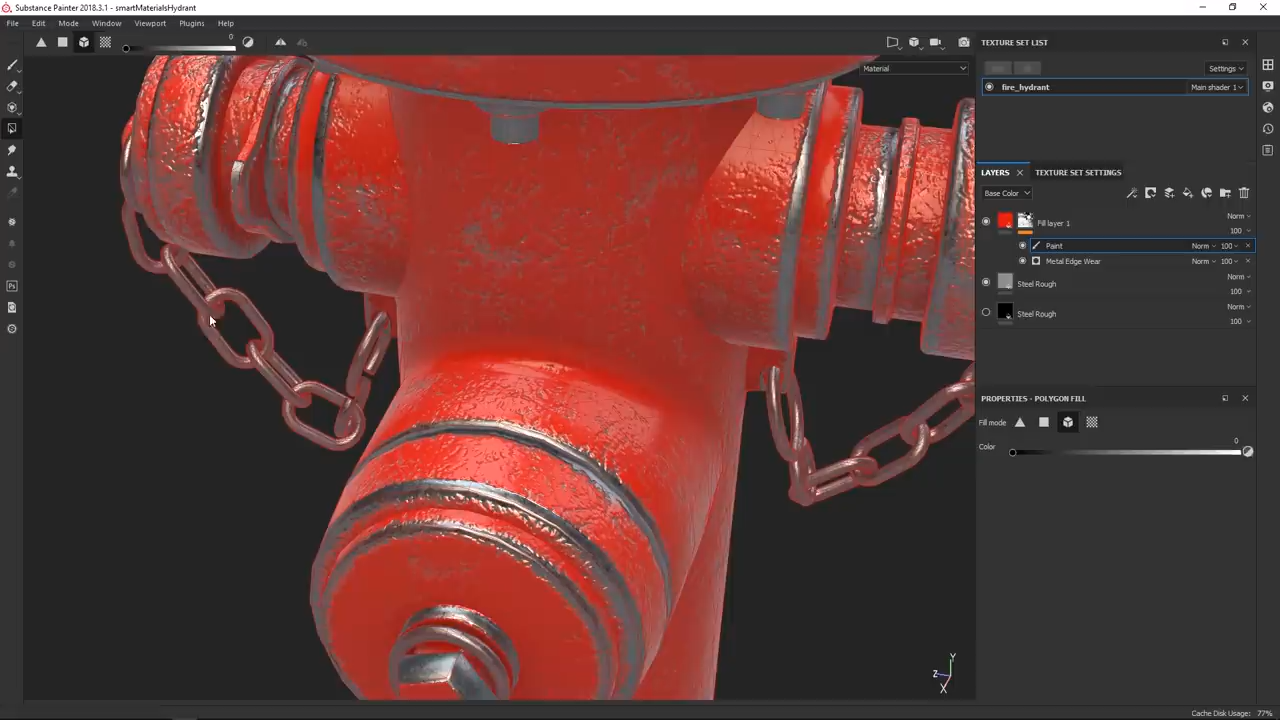 Substance Painter 2018.3.1 - smartMaterialsHydrant
File Edit Mode Window Viewport Plugins Help
0
Material
TEXTURE SET LIST
Settings
fire_hydrant Main shader 1
LAYERS TEXTURE SET SETTINGS
Base Color
Fill layer 1 Norm
100
Paint Norm 100
Metal Edge Wear Norm 100
Steel Rough Norm
100
Steel Rough Norm
100
PROPERTIES - POLYGON FILL
Fill mode
Color 0
Ps
Y
Z
X
Cache Disk Usage: 77%